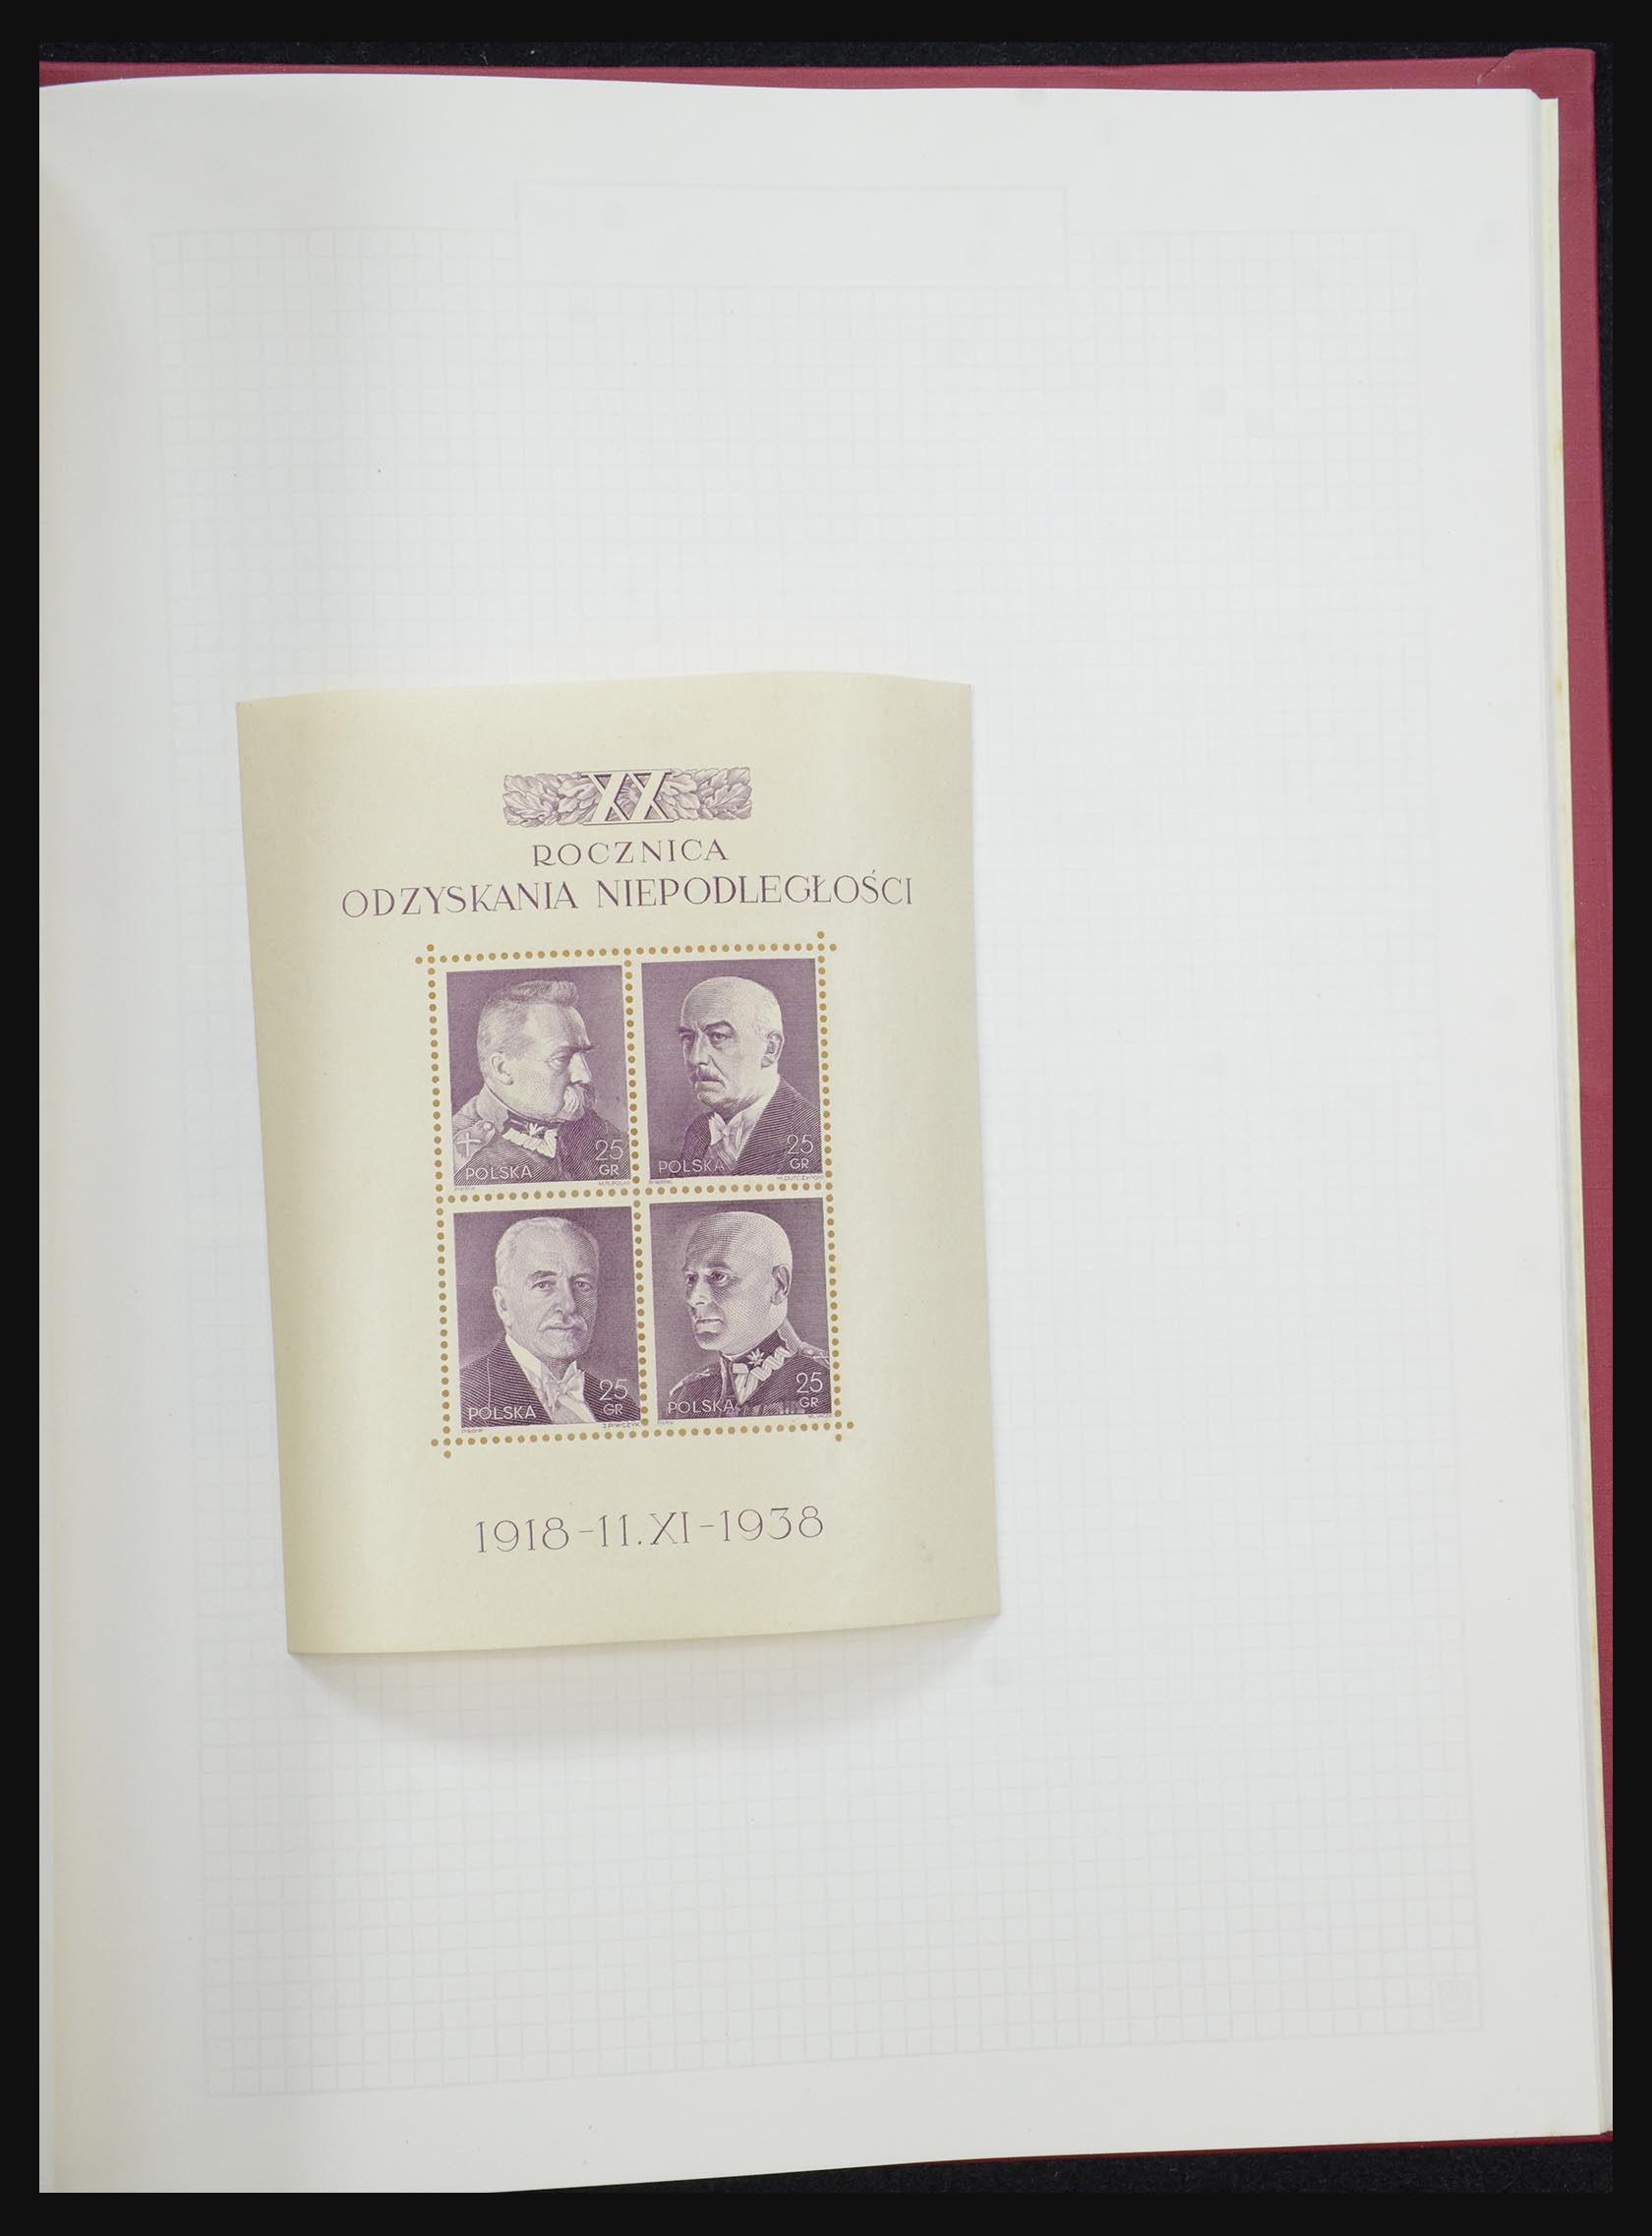 XX
ROCZNICA
ODZYSKANIA NIEPODLEGŁOŚCI
25
GR
POLSKA
25
GR
POLSKA
25
GR
POLSKA
25
GR
POLSKA
1918-11.XI-1938